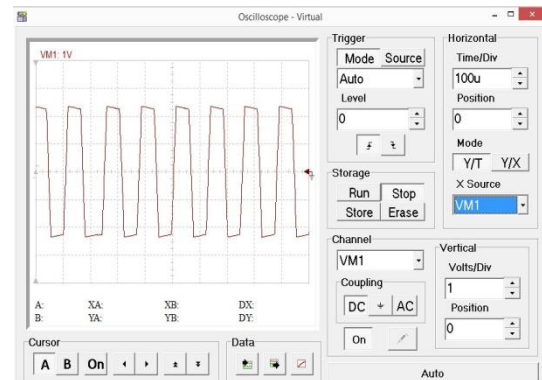 Oscilloscope - Virtual
VM1: 1V
A: XA: XB: DX:
B: YA: YB: DY:
Cursor
A B On
Data
Trigger
Mode Source
Auto
Level
0
Storage
Run Stop
Store Erase
Channel
VM1
Coupling
DC AC
On
Horizontal
Time/Div
100u
Position
0
Mode
Y/T Y/X
X Source
VM1
Vertical
Volts/Div
1
Position
0
Auto